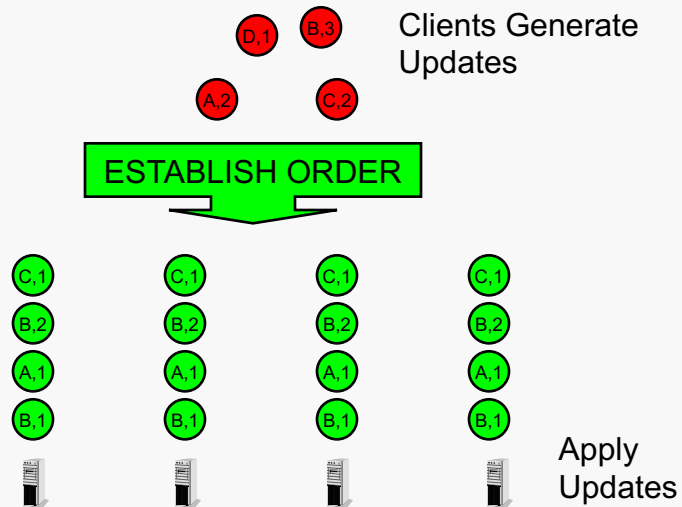 Clients Generate
Updates
D,1 B,3
A,2 C,2
ESTABLISH ORDER
C,1 C,1 C,1 C,1
B,2 B,2 B,2 B,2
A,1 A,1 A,1 A,1
B,1 B,1 B,1 B,1
Apply
Updates